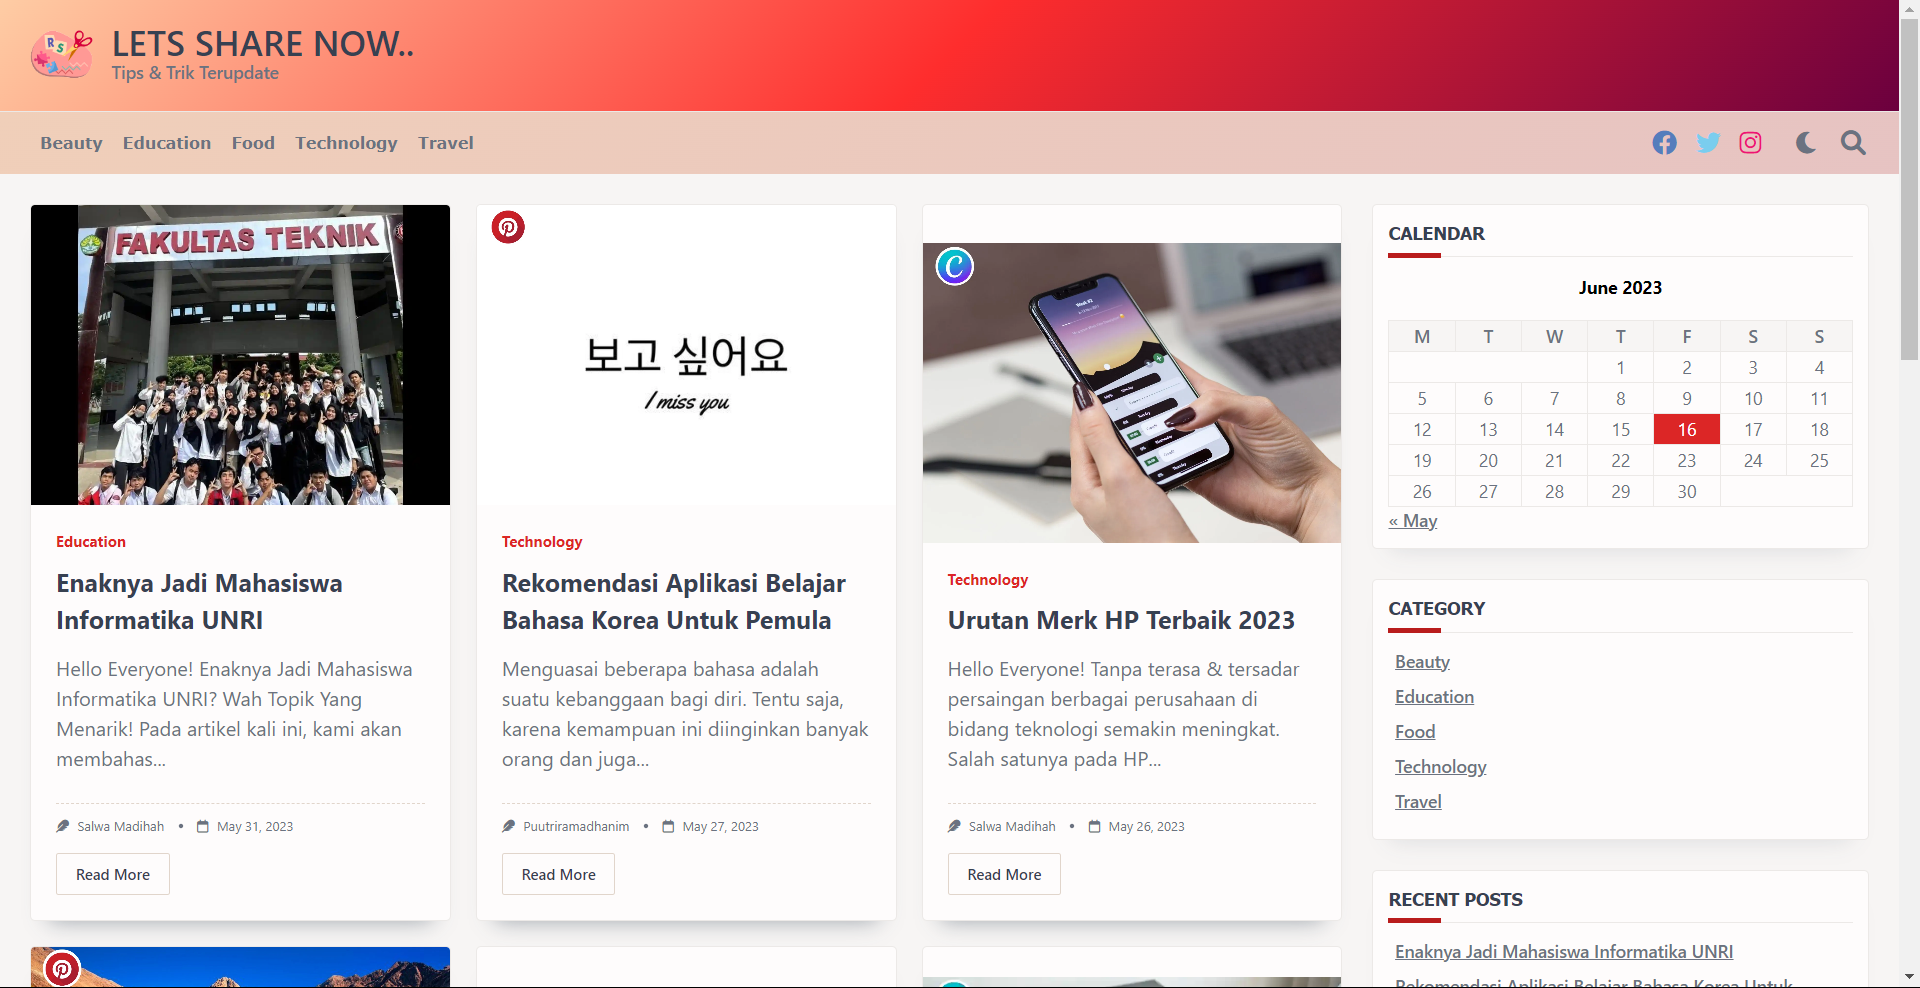 LETS SHARE NOW..
Tips & Trik Terupdate
Beauty
Education
Food
Technology
Travel
FAKULTAS TEKNIK
Education
Enaknya Jadi Mahasiswa
Informatika UNRI
Hello Everyone! Enaknya Jadi Mahasiswa
Informatika UNRI? Wah Topik Yang
Menarik! Pada artikel kali ini, kami akan
membahas...
Salwa Madihah • May 31, 2023
Read More
보고 싶어요
I miss you
Technology
Rekomendasi Aplikasi Belajar
Bahasa Korea Untuk Pemula
Menguasai beberapa bahasa adalah
suatu kebanggaan bagi diri. Tentu saja,
karena kemampuan ini diinginkan banyak
orang dan juga...
Puutriramadhanim • May 27, 2023
Read More
Technology
Urutan Merk HP Terbaik 2023
Hello Everyone! Tanpa terasa & tersadar
persaingan berbagai perusahaan di
bidang teknologi semakin meningkat.
Salah satunya pada HP...
Salwa Madihah • May 26, 2023
Read More
CALENDAR
June 2023
M T W T F S S
1 2 3 4
5 6 7 8 9 10 11
12 13 14 15 16 17 18
19 20 21 22 23 24 25
26 27 28 29 30
« May
CATEGORY
Beauty
Education
Food
Technology
Travel
RECENT POSTS
Enaknya Jadi Mahasiswa Informatika UNRI
Rekomendasi Aplikasi Belajar Bahasa Korea Untuk